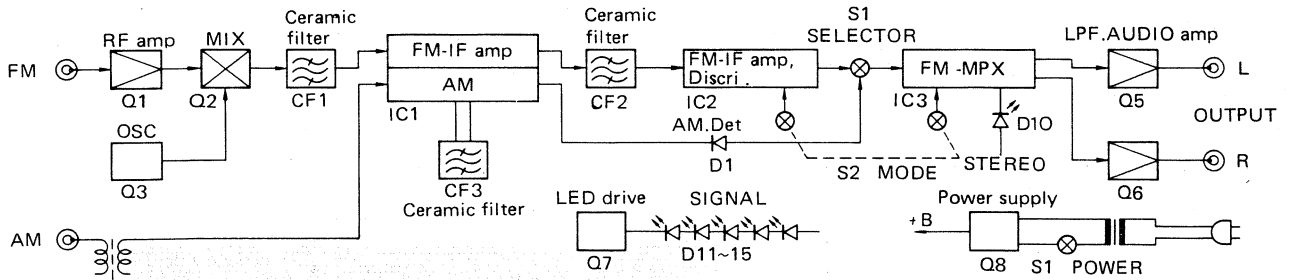 Ceramic
filter
RF amp
MIX
FM
Q1
Q2
CF1
OSC
Q3
FM-IF amp
AM
IC1
CF3
Ceramic filter
Ceramic
filter
CF2
FM-IF amp,
Discri.
IC2
AM.Det
D1
S1
SELECTOR
FM-MPX
IC3
D10
STEREO
S2 MODE
LPF.AUDIO amp
L
Q5
OUTPUT
R
Q6
AM
LED drive
Q7
SIGNAL
D11~15
Power supply
+B
Q8
S1
POWER